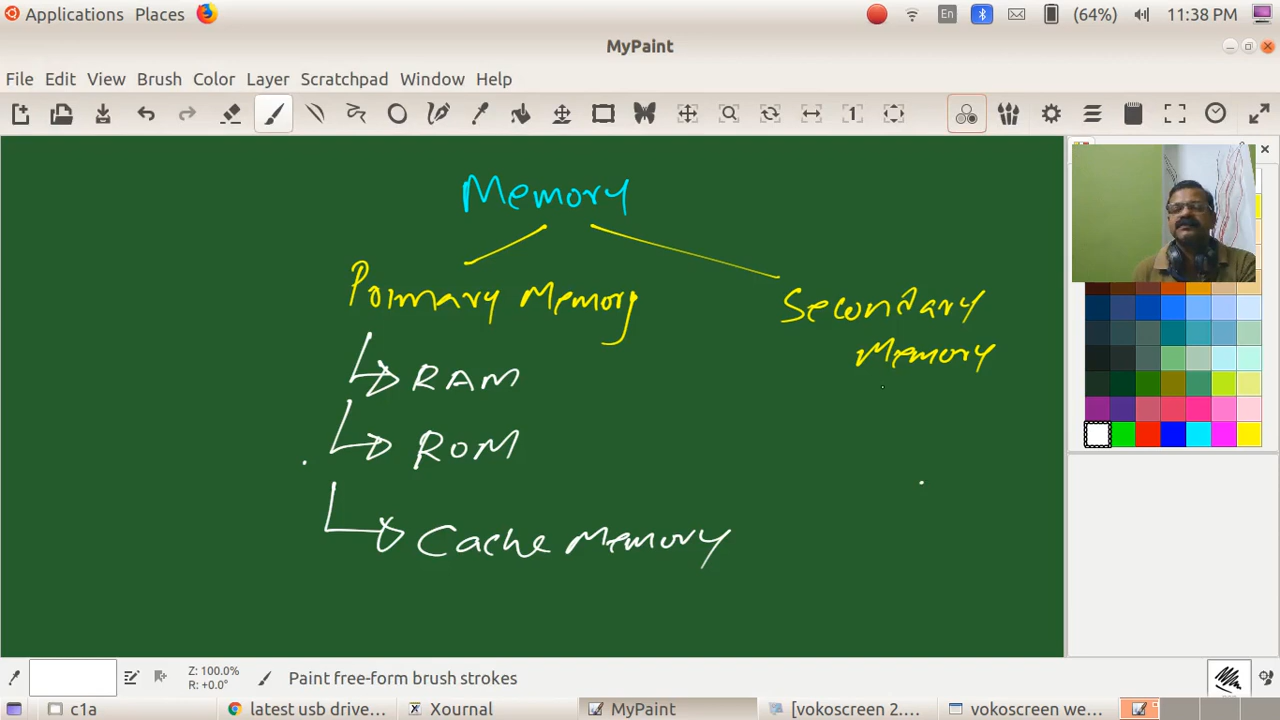 Applications Places En (64%) 11:38 PM
MyPaint
File Edit View Brush Color Layer Scratchpad Window Help
Memory
Primary Memory
Secondary
Memory
RAM
ROM
Cache Memory
Z: 100.0%
R: +0.0°
Paint free-form brush strokes
c1a latest usb drive... Xournal MyPaint [vokoscreen 2.... vokoscreen we...